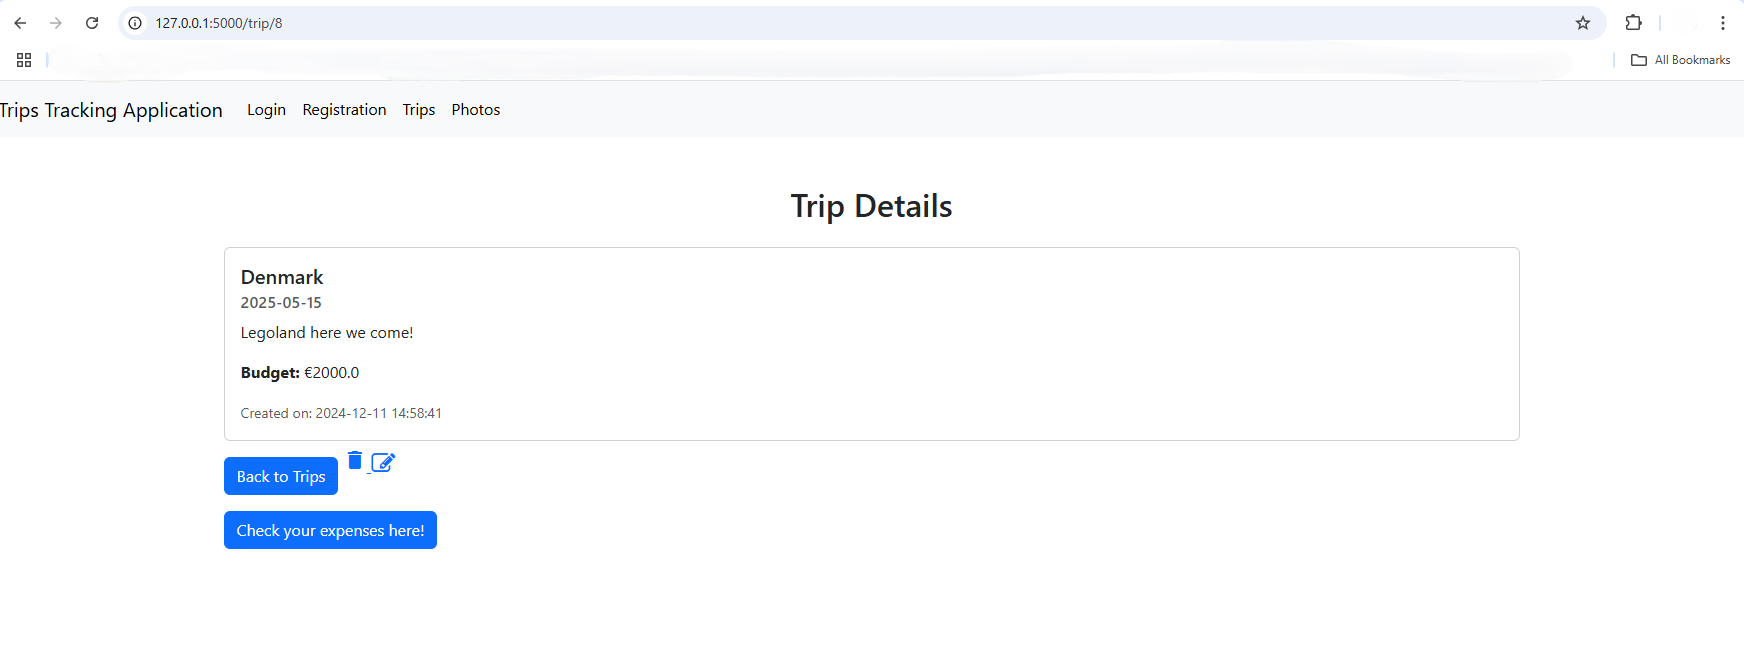 127.0.0.1:5000/trip/8
All Bookmarks
Trips Tracking Application Login Registration Trips Photos
Trip Details
Denmark
2025-05-15
Legoland here we come!
Budget: €2000.0
Created on: 2024-12-11 14:58:41
Back to Trips
Check your expenses here!